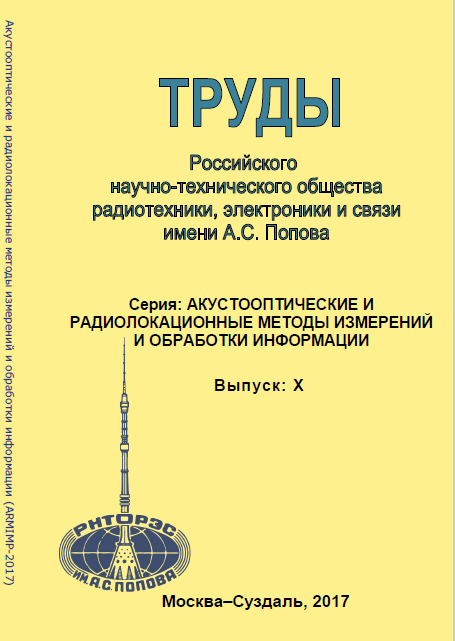 Акустооптические и радиолокационные методы измерений и обработки информации (ARMIMP-2017)
ТРУДЫ
Российского
научно-технического общества
радиотехники, электроники и связи
имени А.С. Попова
Серия: АКУСТООПТИЧЕСКИЕ И
РАДИОЛОКАЦИОННЫЕ МЕТОДЫ ИЗМЕРЕНИЙ
И ОБРАБОТКИ ИНФОРМАЦИИ
Выпуск: X
РНТОРЭС
ИМ.А.С.ПОПОВА
Москва–Суздаль, 2017